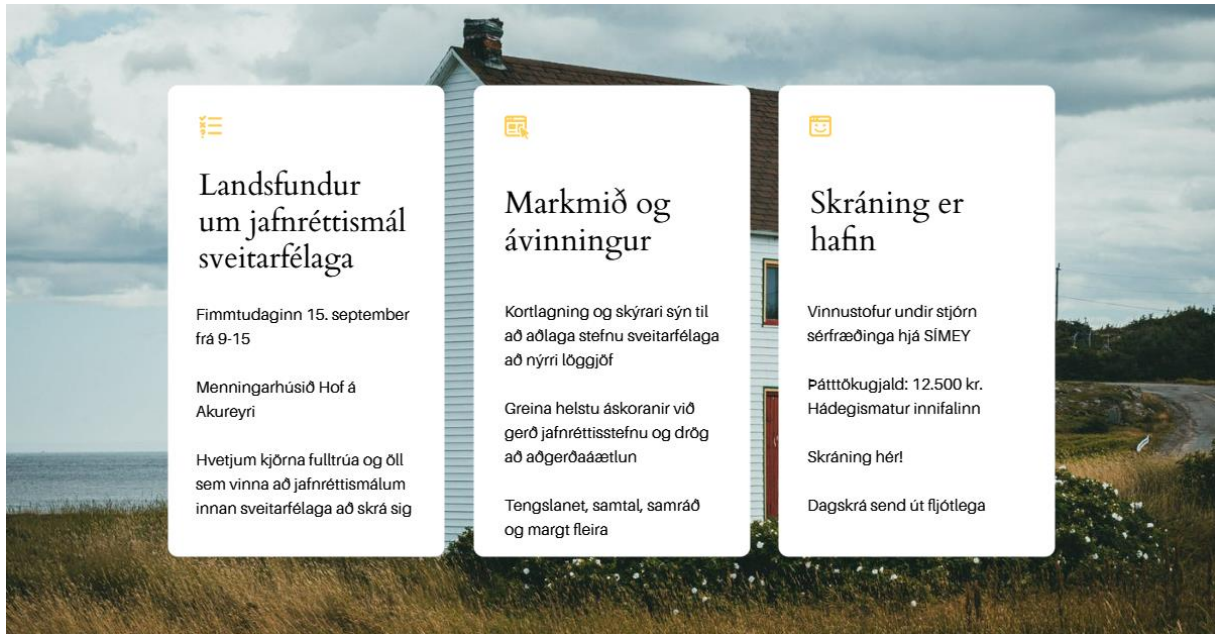 Landsfundur
um jafnréttismál
sveitarfélaga
Fimmtudaginn 15. september
frá 9-15
Menningarhúsið Hof á
Akureyri
Hvetjum kjörna fulltrúa og öll
sem vinna að jafnréttismálum
innan sveitarfélaga að skrá sig
Markmið og
ávinningur
Kortlagning og skýrari sýn til
að aðlaga stefnu sveitarfélaga
að nýrri löggjöf
Greina helstu áskoranir við
gerð jafnréttisstefnu og drög
að aðgerðaáætlun
Tengslanet, samtal, samráð
og margt fleira
Skráning er
hafin
Vinnustofur undir stjórn
sérfræðinga hjá SÍMEY
Þátttökugjald: 12.500 kr.
Hádegismatur innifalinn
Skráning hér!
Dagskrá send út fljótlega